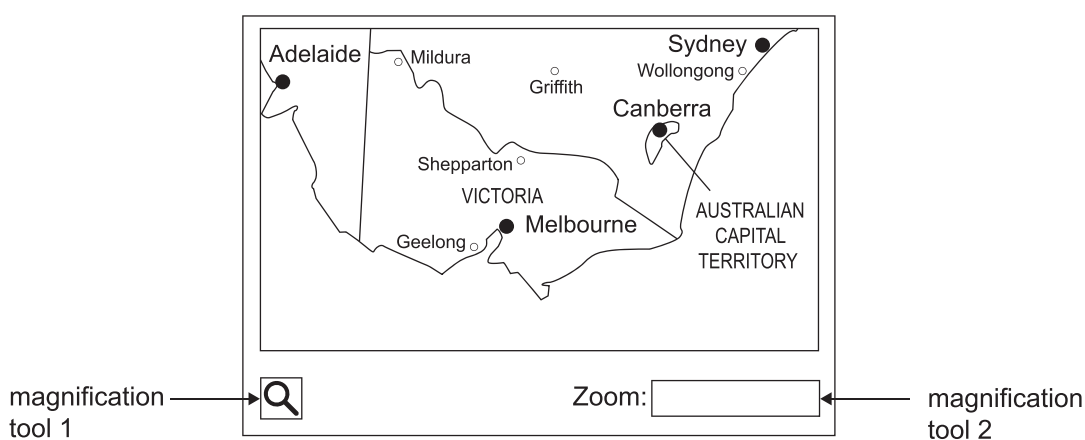 Adelaide
Mildura
Griffith
Sydney
Wollongong
Canberra
Shepparton
VICTORIA
Melbourne
Geelong
AUSTRALIAN
CAPITAL
TERRITORY
magnification
tool 1
Zoom:
magnification
tool 2